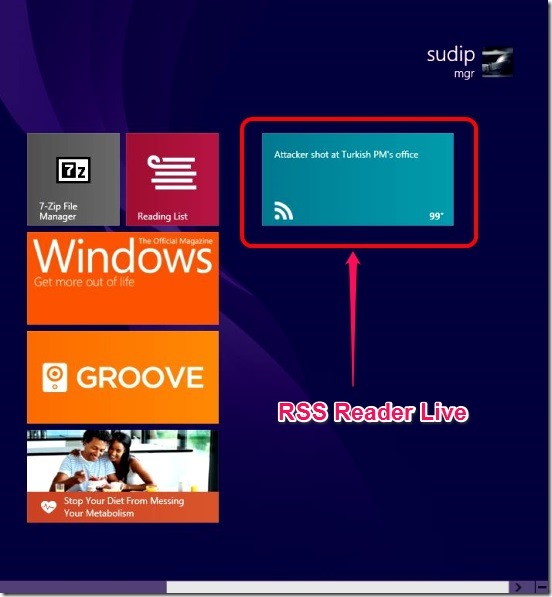 sudip
mgr
Attacker shot at Turkish PM's office
99+
7z
7-Zip File
Manager
Reading List
The Official Magazine
Windows
Get more out of life
GROOVE
RSS Reader Live
Stop Your Diet From Messing
Your Metabolism